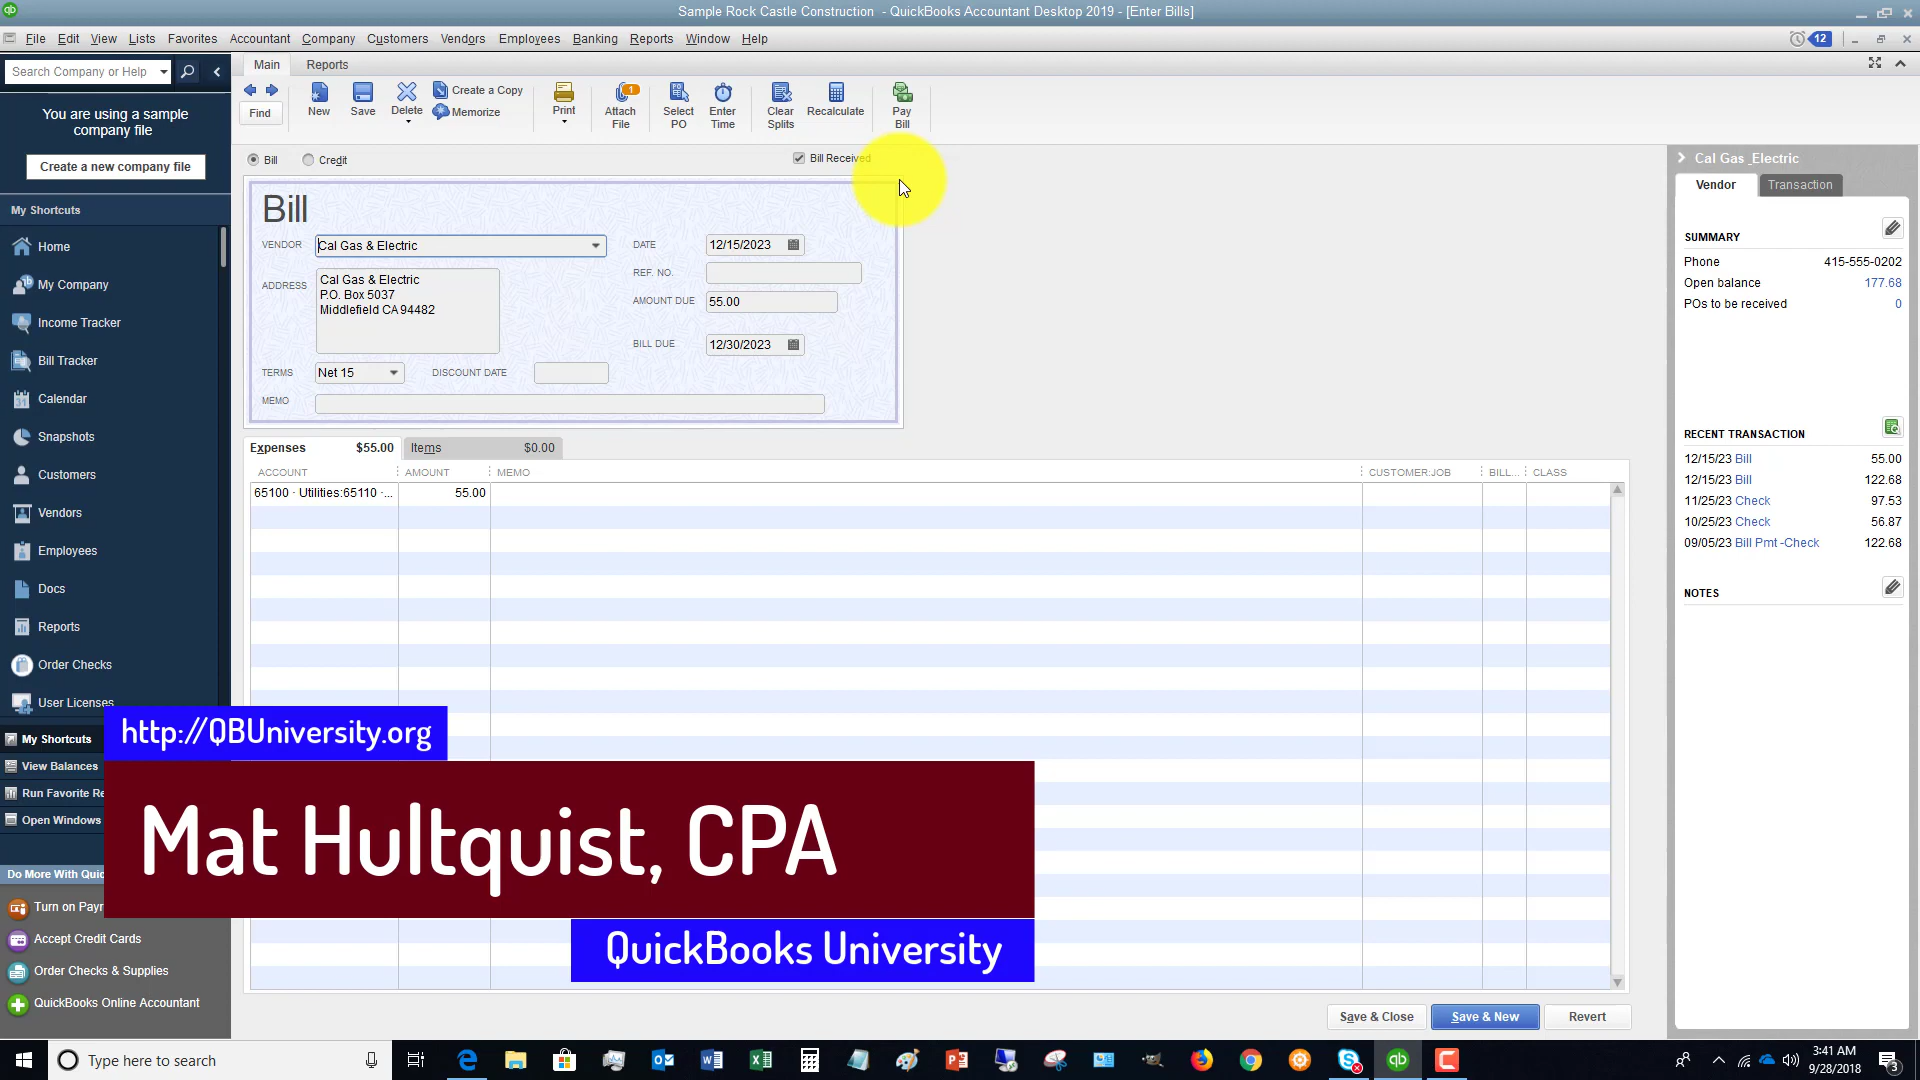 Sample Rock Castle Construction - QuickBooks Accountant Desktop 2019 - [Enter Bills]
File Edit View Lists Favorites Accountant Company Customers Vendors Employees Banking Reports Window Help
12
Search Company or Help
Main Reports
You are using a sample
company file
Create a new company file
Find
New
Save
Delete
Create a Copy
Memorize
Print
1
Attach
File
Select
PO
Enter
Time
Clear
Splits
Recalculate
Pay
Bill
Bill
Credit
Bill Received
Bill
VENDOR Cal Gas & Electric
ADDRESS
Cal Gas & Electric
P.O. Box 5037
Middlefield CA 94482
TERMS Net 15 DISCOUNT DATE
MEMO
DATE 12/15/2023
REF. NO.
AMOUNT DUE 55.00
BILL DUE 12/30/2023
Expenses $55.00 Items $0.00
ACCOUNT AMOUNT MEMO CUSTOMER:JOB BILL... CLASS
65100 · Utilities:65110 ·... 55.00
Save & Close
Save & New
Revert
My Shortcuts
Home
My Company
Income Tracker
Bill Tracker
31
Calendar
Snapshots
Customers
Vendors
Employees
Docs
Reports
Order Checks
User Licenses
My Shortcuts
View Balances
Run Favorite Re
Open Windows
Do More With Quic
Turn on Payr
Accept Credit Cards
Order Checks & Supplies
QuickBooks Online Accountant
Cal Gas _Electric
Vendor Transaction
SUMMARY
Phone 415-555-0202
Open balance 177.68
POs to be received 0
RECENT TRANSACTION
12/15/23 Bill 55.00
12/15/23 Bill 122.68
11/25/23 Check 97.53
10/25/23 Check 56.87
09/05/23 Bill Pmt -Check 122.68
NOTES
http://QBUniversity.org
Mat Hultquist, CPA
QuickBooks University
Type here to search
3:41 AM
9/28/2018
3